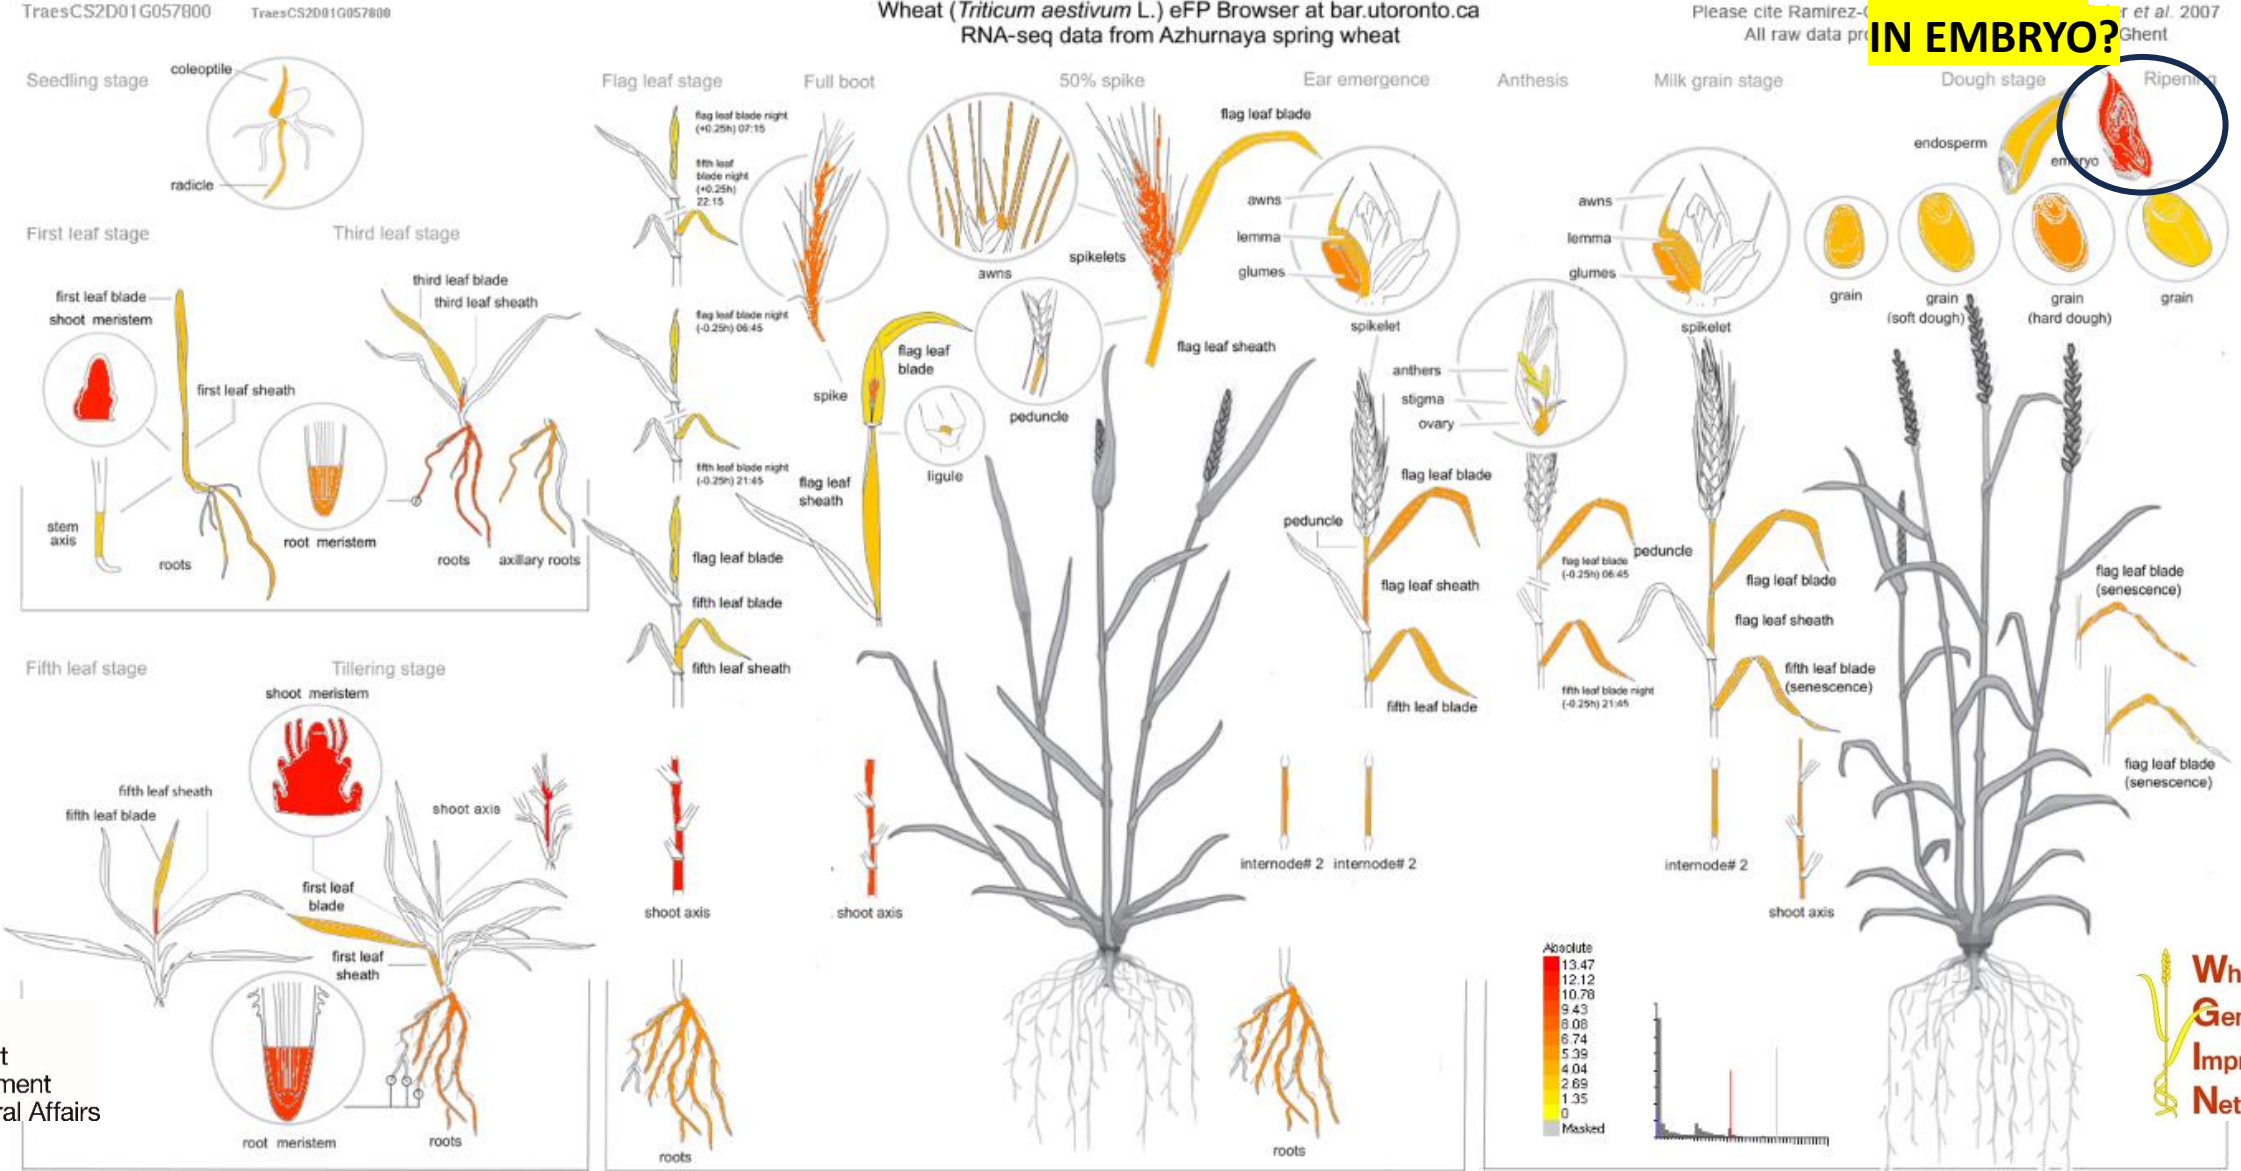 TraesCS2D01G057800
TraesCS2D01G057800
Wheat (Triticum aestivum L.) eFP Browser at bar.utoronto.ca
RNA-seq data from Azhurnaya spring wheat
Please cite Ramirez-
et al. 2007
All raw data
Ghent
IN EMBRYO?
Seedling stage
coleoptile
radicle
First leaf stage
Third leaf stage
first leaf blade
shoot meristem
first leaf sheath
stem
axis
roots
root meristem
third leaf blade
third leaf sheath
roots
axillary roots
Fifth leaf stage
Tillering stage
shoot meristem
fifth leaf sheath
fifth leaf blade
shoot axis
first leaf
blade
first leaf
sheath
root meristem
roots
Flag leaf stage
flag leaf blade night
(+0.25h) 07:15
fifth leaf
blade night
(+0.25h)
22:15
flag leaf blade night
(-0.25h) 06:45
fifth leaf blade night
(-0.25h) 21:45
flag leaf blade
fifth leaf blade
fifth leaf sheath
shoot axis
roots
Full boot
spike
flag leaf
blade
flag leaf
sheath
ligule
shoot axis
50% spike
awns
spikelets
flag leaf blade
peduncle
flag leaf sheath
Ear emergence
awns
lemma
glumes
spikelet
peduncle
flag leaf blade
flag leaf sheath
fifth leaf blade
internode# 2
internode# 2
roots
Anthesis
anthers
stigma
ovary
flag leaf blade
(-0.25h) 06:45
fifth leaf blade night
(-0.25h) 21:45
Milk grain stage
awns
lemma
glumes
spikelet
peduncle
flag leaf blade
flag leaf sheath
fifth leaf blade
(senescence)
internode# 2
shoot axis
Dough stage
Ripening
endosperm
embryo
grain
grain
(soft dough)
grain
(hard dough)
grain
flag leaf blade
(senescence)
flag leaf blade
(senescence)
Absolute
13.47
12.12
10.78
9.43
8.08
6.74
5.39
4.04
2.69
1.35
0
Masked
t
ment
ral Affairs
Wh
Ger
Impr
Net